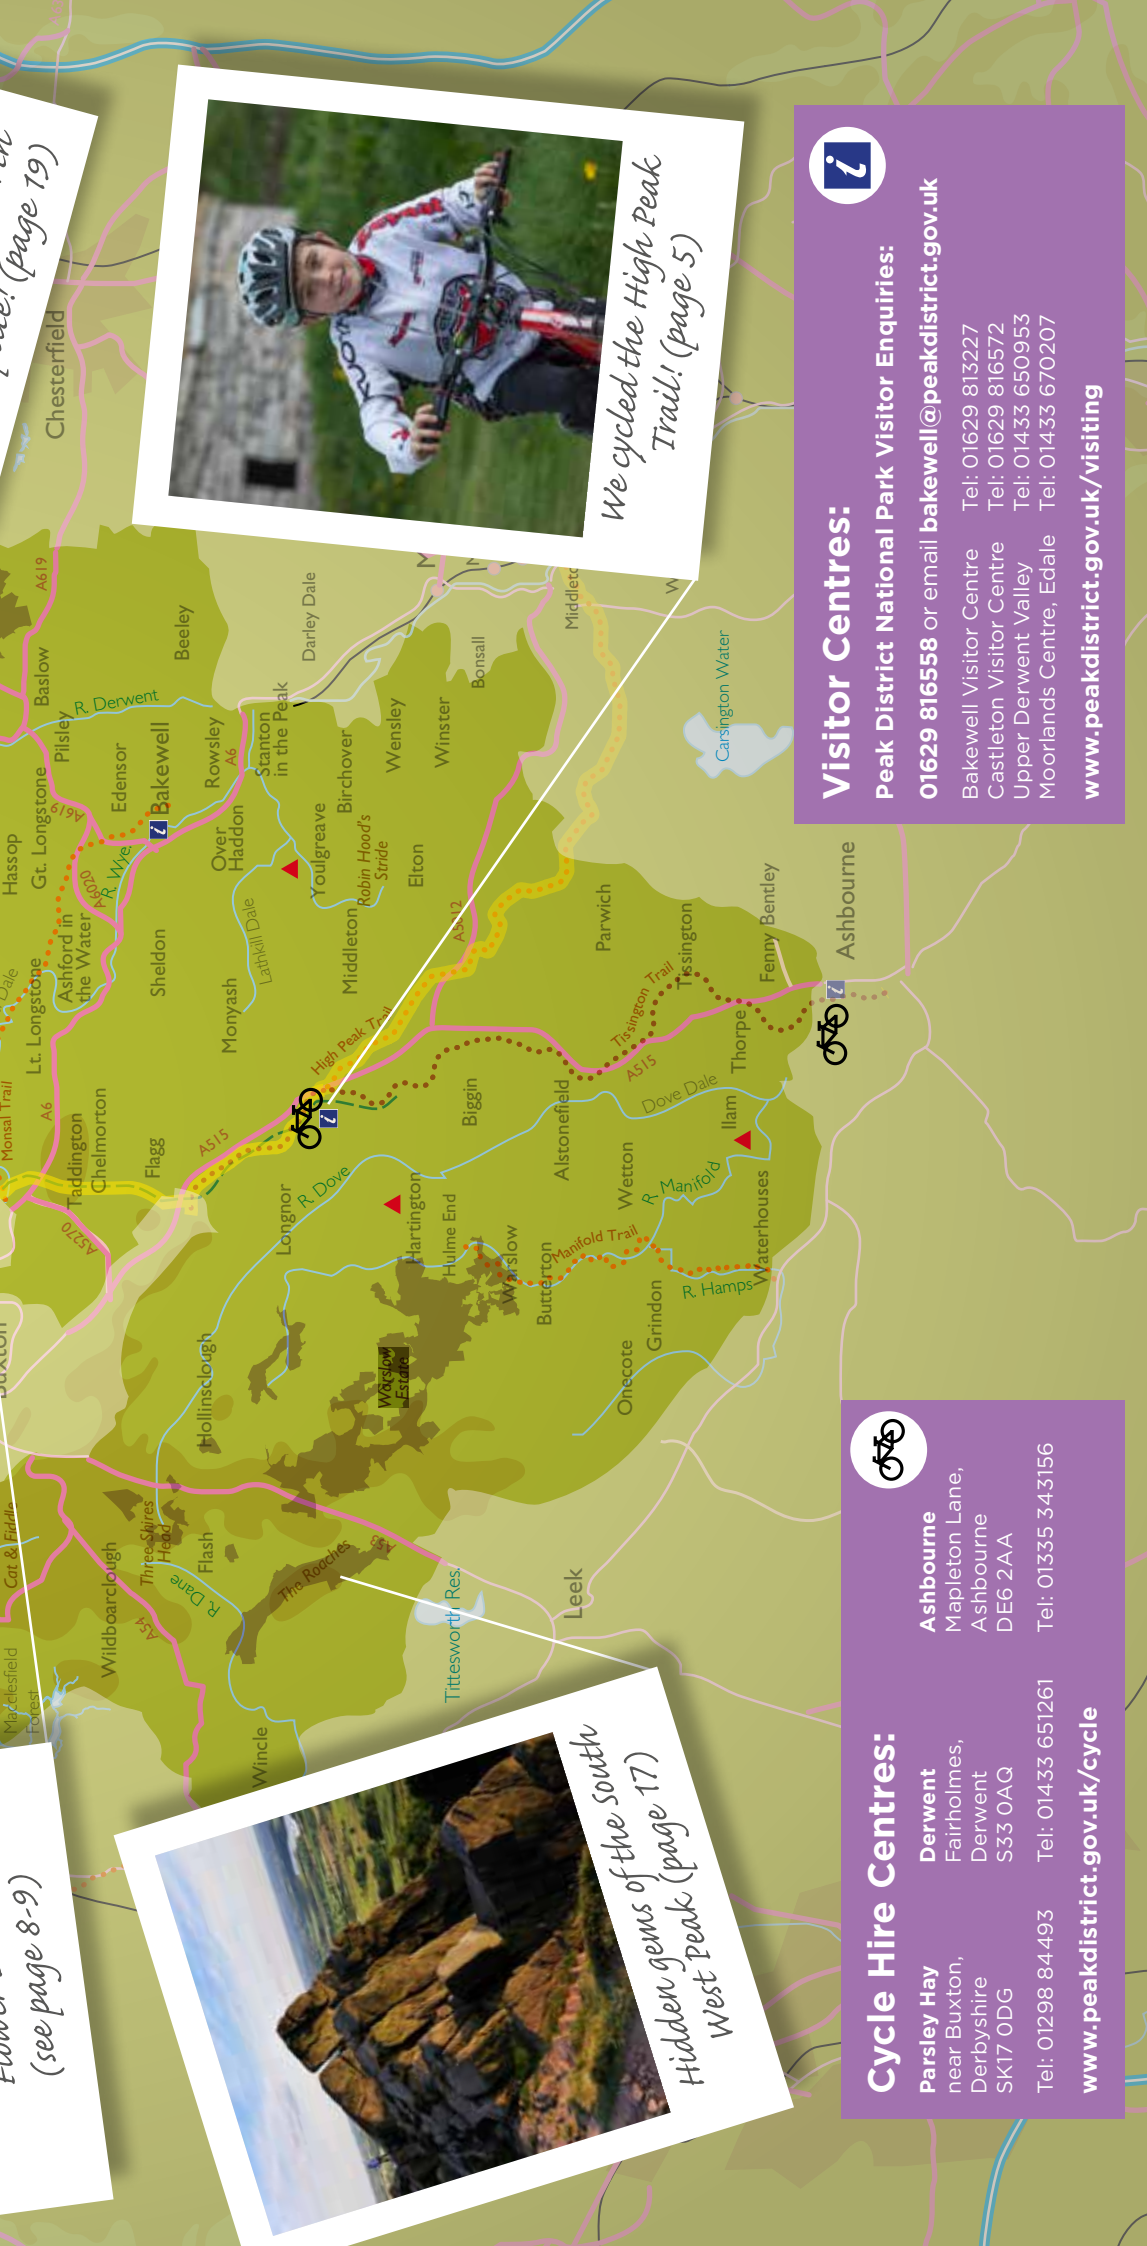 (page 19)
Chesterfield
We cycled the High Peak
Trail! (page 5)
Visitor Centres:
Peak District National Park Visitor Enquiries:
01629 816558 or email bakewell@peakdistrict.gov.uk
Bakewell Visitor Centre Tel: 01629 813227
Castleton Visitor Centre Tel: 01629 816572
Upper Derwent Valley Tel: 01433 650953
Moorlands Centre, Edale Tel: 01433 670207
www.peakdistrict.gov.uk/visiting
A619
Baslow
Beeley
Darley Dale
R. Derwent
Pilsley
Edensor
Bakewell
Rowsley
A6
Stanton
in the Peak
Birchover
Wensley
Winster
Bonsall
Carsington Water
Hassop
Gt. Longstone
A619
A6020
R. Wye
Over
Haddon
Youlgreave
Robin Hood's
Stride
Elton
Lt. Longstone
Ashford in
the Water
Sheldon
Lathkill Dale
Monyash
Middleton
A5012
Parwich
Tissington
Fenny Bentley
Ashbourne
Monsal Trail
A6
Taddington
Chelmorton
Flagg
A515
High Peak Trail
Biggin
Tissington Trail
A515
Thorpe
Dove Dale
Alstonefield
Ilam
A5270
Longnor
R. Dove
Hartington
Hulme End
Warslow
Butterton
Wetton
R. Manifold
Manifold Trail
Grindon
R. Hamps
Waterhouses
Onecote
Hollinsclough
Warslow
Estate
Cat & Fiddle
Wildboarclough
Three Shires
Head
Flash
The Roaches
A53
R. Dane
A54
Macclesfield
Forest
Wincle
Tittesworth Res.
Leek
(see page 8-9)
Hidden gems of the South
West Peak (page 17)
Cycle Hire Centres:
Parsley Hay
near Buxton,
Derbyshire
SK17 0DG
Tel: 01298 84493
Derwent
Fairholmes,
Derwent
S33 0AQ
Tel: 01433 651261
Ashbourne
Mapleton Lane,
Ashbourne
DE6 2AA
Tel: 01335 343156
www.peakdistrict.gov.uk/cycle